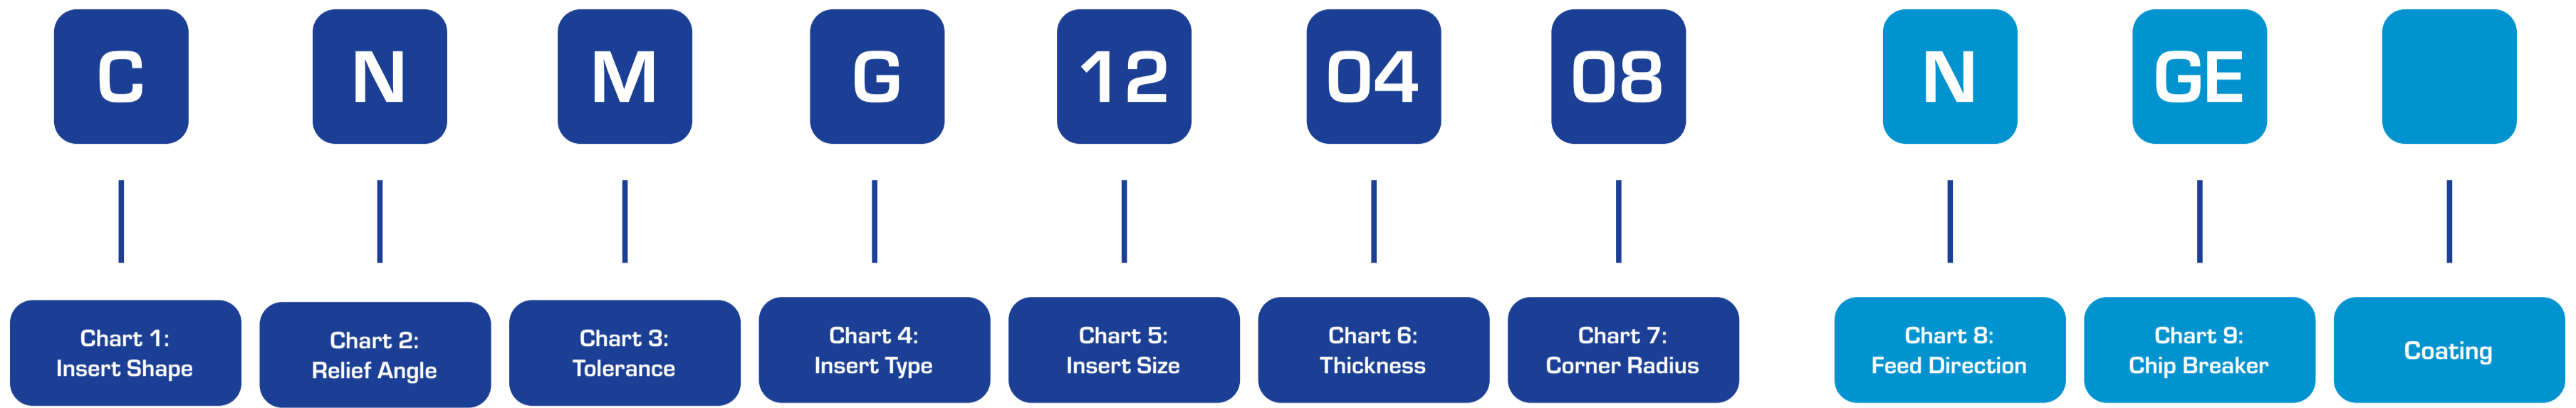 C N M G 12 04 08 N GE
Chart 1:
Insert Shape
Chart 2:
Relief Angle
Chart 3:
Tolerance
Chart 4:
Insert Type
Chart 5:
Insert Size
Chart 6:
Thickness
Chart 7:
Corner Radius
Chart 8:
Feed Direction
Chart 9:
Chip Breaker
Coating